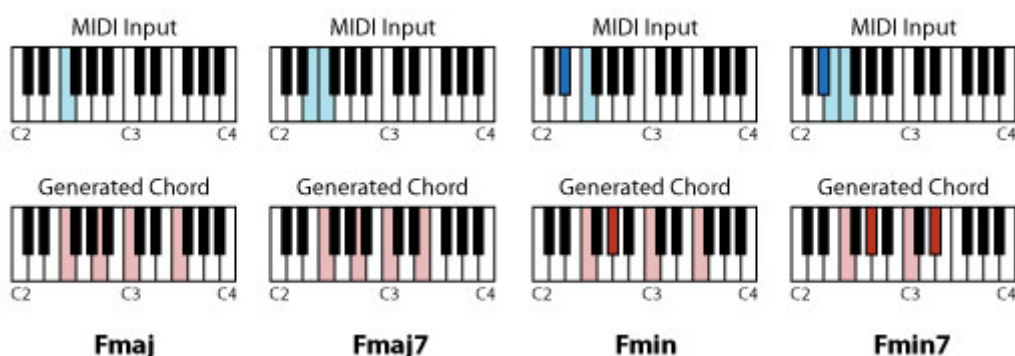 MIDI Input MIDI Input MIDI Input MIDI Input
C2 C3 C4 C2 C3 C4 C2 C3 C4 C2 C3 C4
Generated Chord Generated Chord Generated Chord Generated Chord
C2 C3 C4 C2 C3 C4 C2 C3 C4 C2 C3 C4
Fmaj Fmaj7 Fmin Fmin7